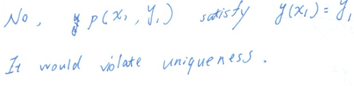 No, p(x₁, y₁) satisfy y(x₁) = y₁
It would violate uniqueness.